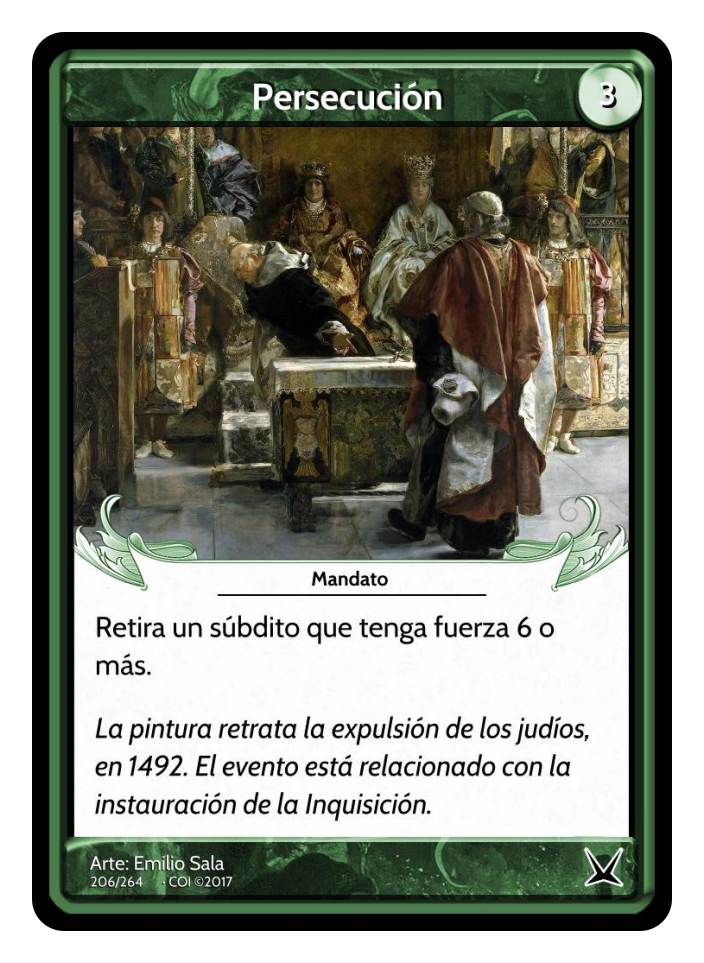 Persecución
3
Mandato
Retira un súbdito que tenga fuerza 6 o
más.
La pintura retrata la expulsión de los judíos,
en 1492. El evento está relacionado con la
instauración de la Inquisición.
Arte: Emilio Sala
206/264 · COI ©2017